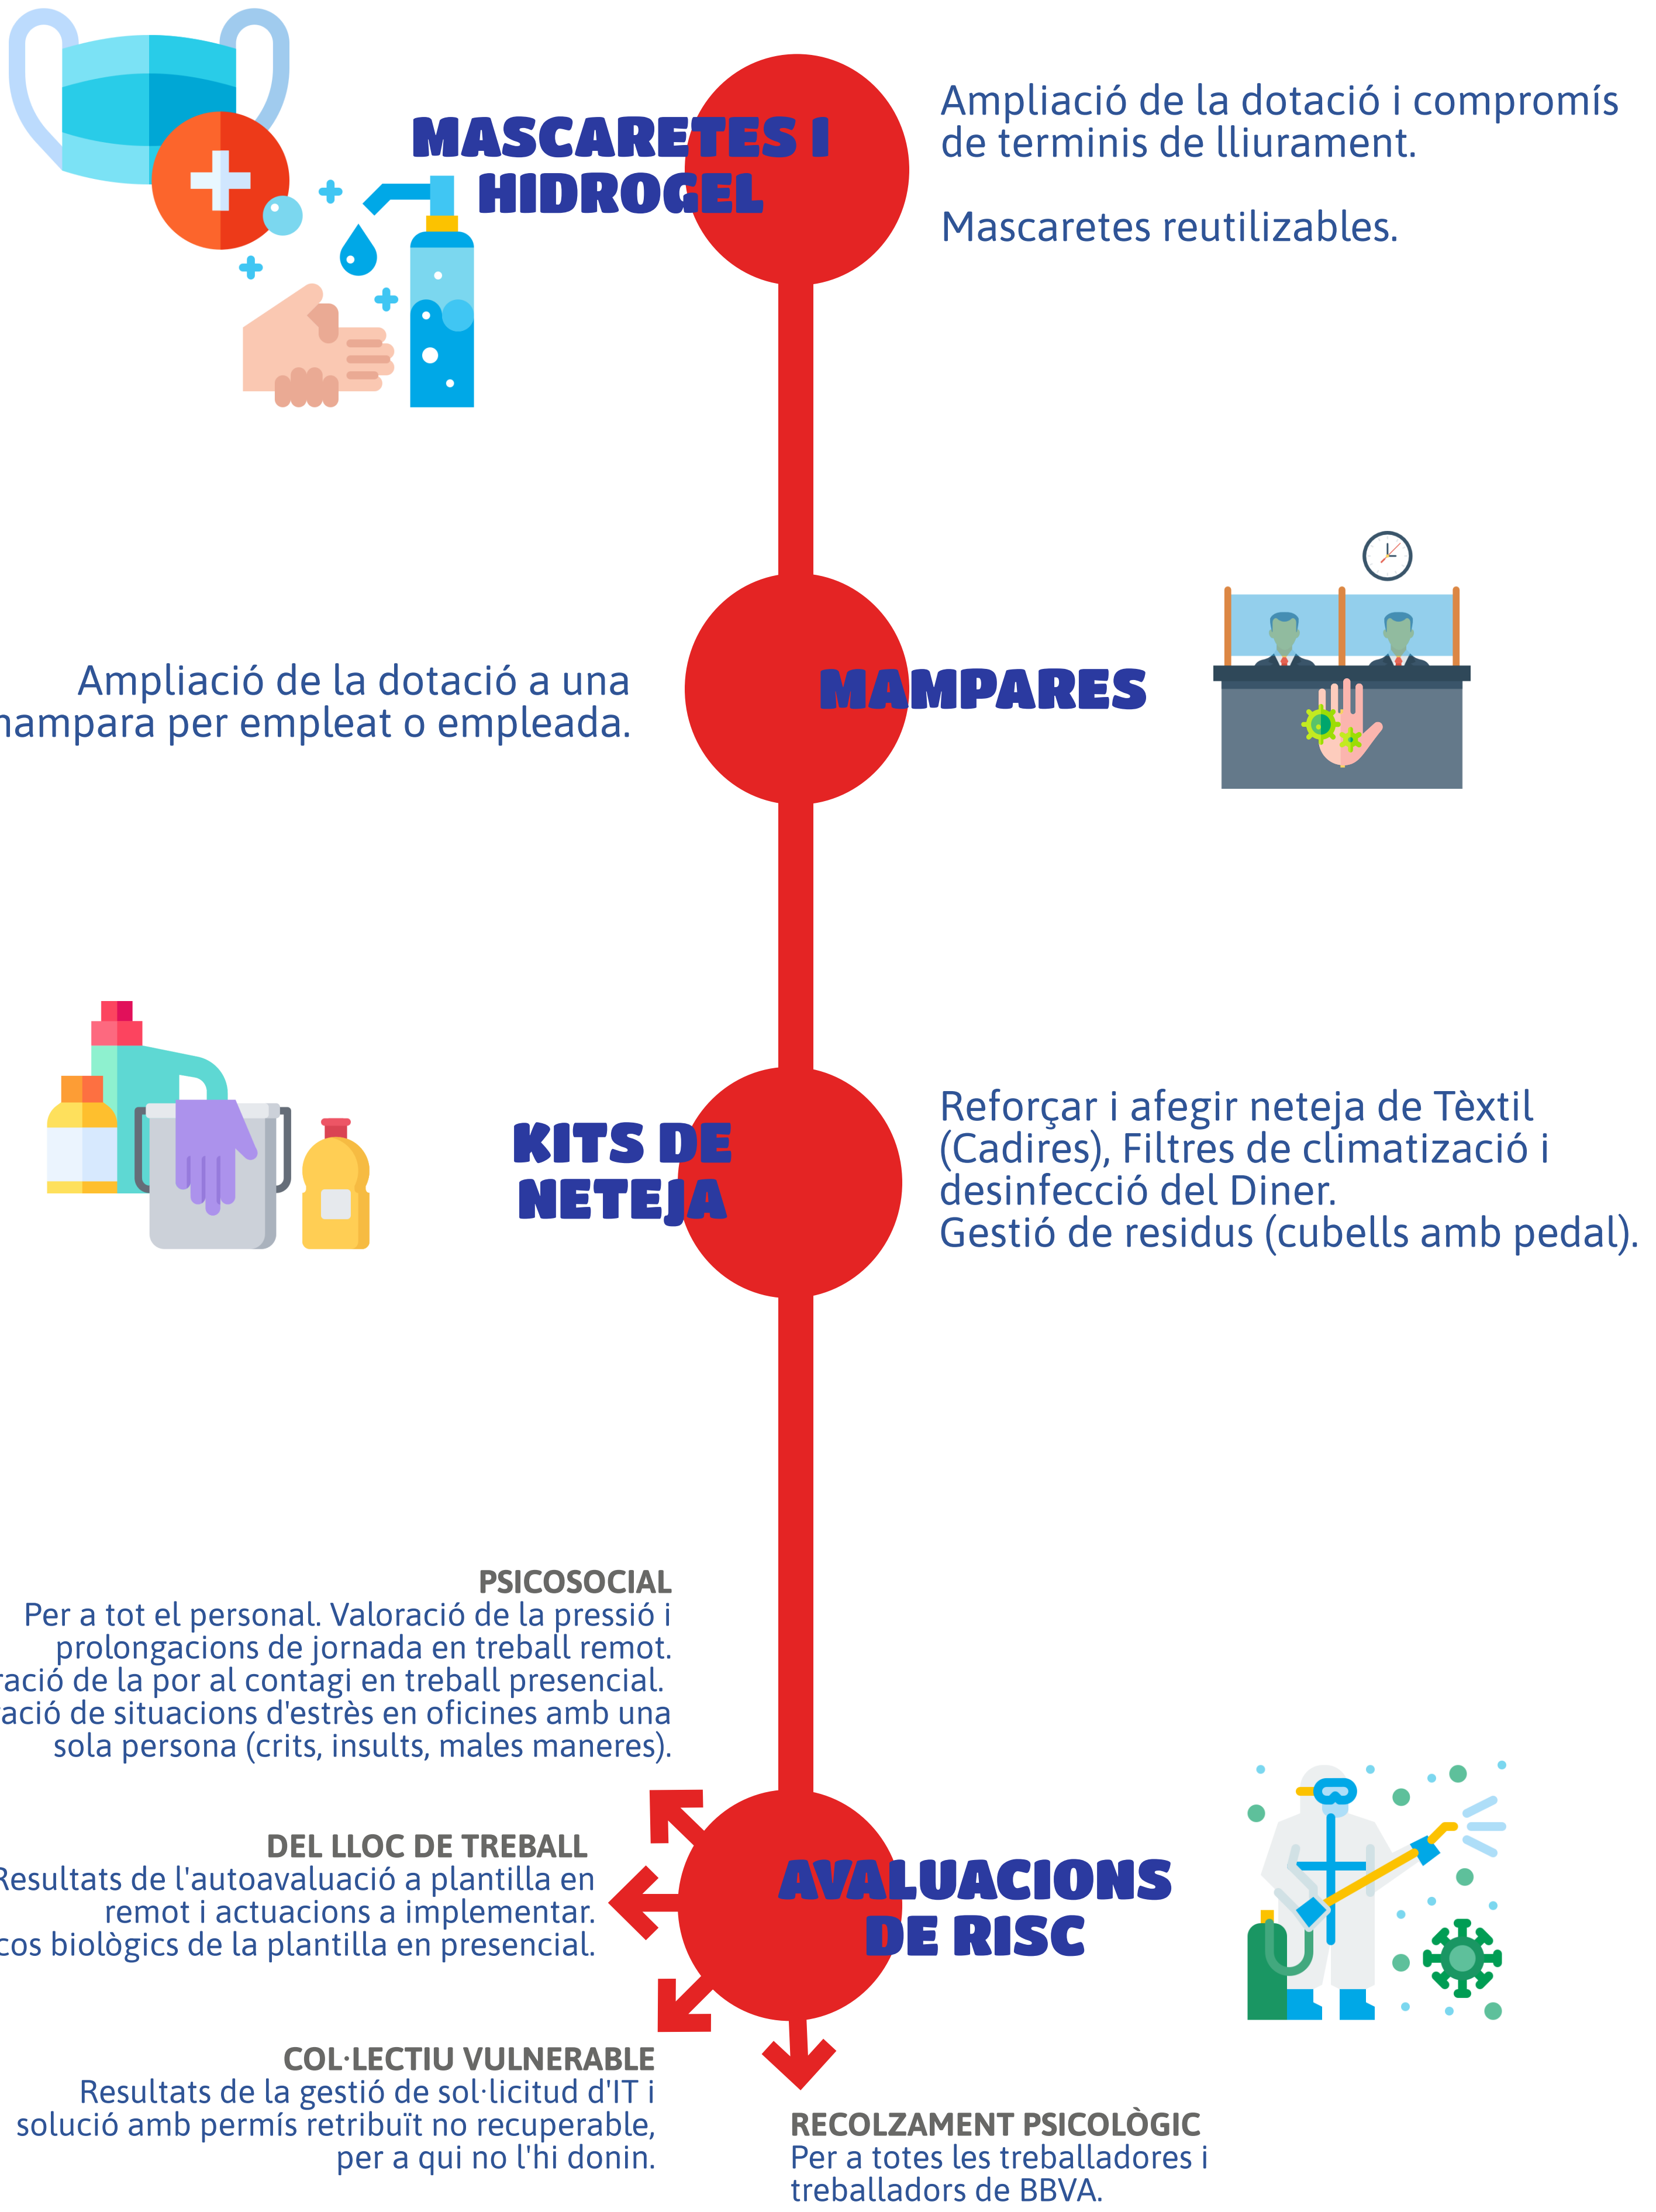 MASCARETES I
HIDROGEL
Ampliació de la dotació i compromís
de terminis de lliurament.
Mascaretes reutilizables.
Ampliació de la dotació a una
per empleat o empleada.
MAMPARES
KITS DE
NETEJA
Reforçar i afegir neteja de Tèxtil
(Cadires), Filtres de climatizació i
desinfecció del Diner.
Gestió de residus (cubells amb pedal).
PSICOSOCIAL
Per a tot el personal. Valoració de la pressió i
prolongacions de jornada en treball remot.
de la por al contagi en treball presencial.
de situacions d'estrès en oficines amb una
sola persona (crits, insults, males maneres).
DEL LLOC DE TREBALL
Resultats de l'autoavaluació a plantilla en
remot i actuacions a implementar.
biològics de la plantilla en presencial.
AVALUACIONS
DE RISC
COL·LECTIU VULNERABLE
Resultats de la gestió de sol·licitud d'IT i
solució amb permís retribuït no recuperable,
per a qui no l'hi donin.
RECOLZAMENT PSICOLÒGIC
Per a totes les treballadores i
treballadors de BBVA.